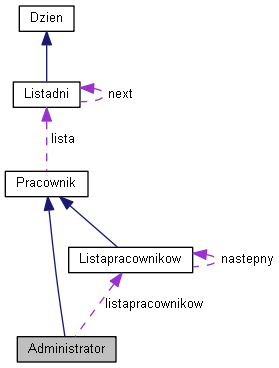 Dzien
Listadni
next
lista
Pracownik
Listapracownikow
nastepny
listapracownikow
Administrator